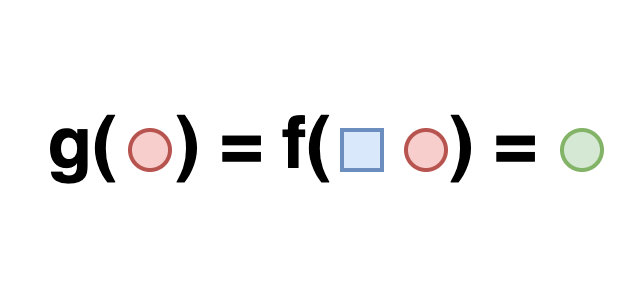 g( ) = f( ) =